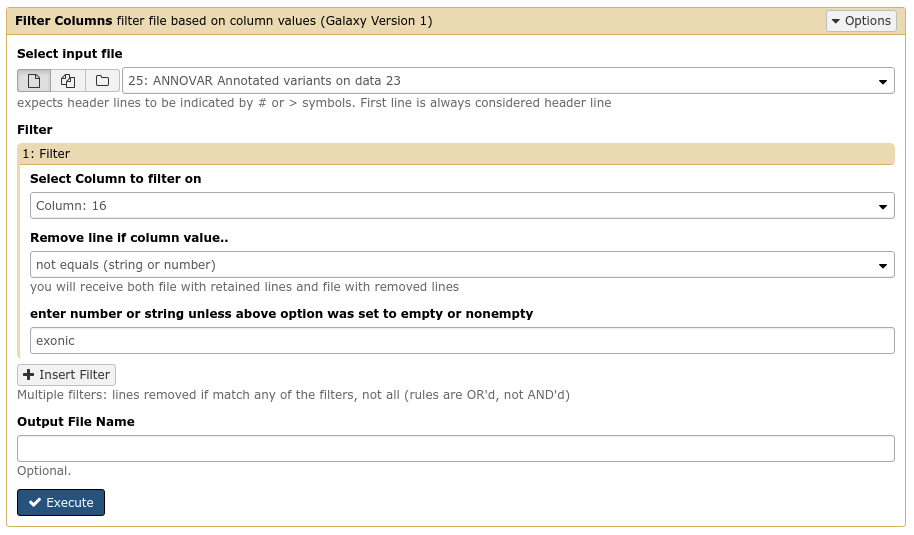 Filter Columns filter file based on column values (Galaxy Version 1) Options
Select input file
25: ANNOVAR Annotated variants on data 23
expects header lines to be indicated by # or > symbols. First line is always considered header line
Filter
1: Filter
Select Column to filter on
Column: 16
Remove line if column value..
not equals (string or number)
you will receive both file with retained lines and file with removed lines
enter number or string unless above option was set to empty or nonempty
exonic
Insert Filter
Multiple filters: lines removed if match any of the filters, not all (rules are OR'd, not AND'd)
Output File Name
Optional.
Execute